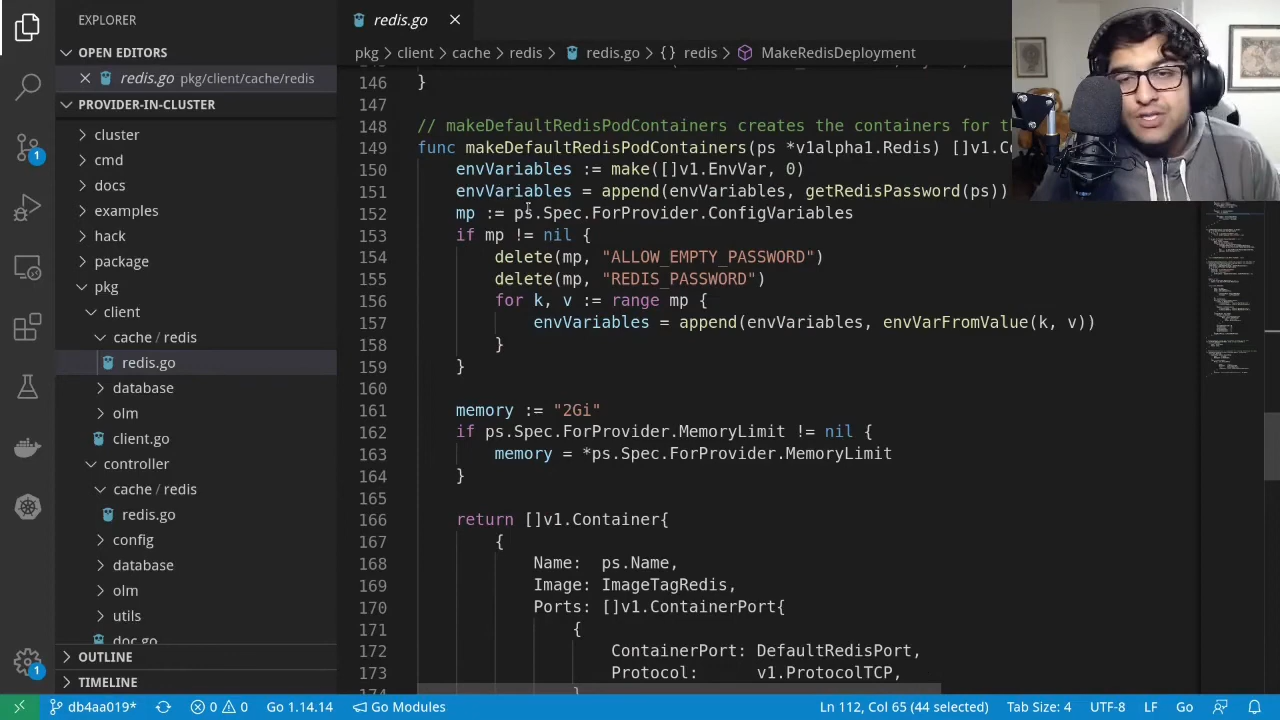 EXPLORER
OPEN EDITORS
redis.go pkg/client/cache/redis
PROVIDER-IN-CLUSTER
cluster
cmd
docs
examples
hack
package
pkg
client
cache / redis
redis.go
database
olm
client.go
controller
cache / redis
redis.go
config
database
olm
utils
doc.go
OUTLINE
TIMELINE
redis.go
pkg > client > cache > redis > redis.go > {} redis > MakeRedisDeployment
146 }
147
148 // makeDefaultRedisPodContainers creates the containers for
149 func makeDefaultRedisPodContainers(ps *v1alpha1.Redis) []v1.Co
150 envVariables := make([]v1.EnvVar, 0)
151 envVariables = append(envVariables, getRedisPassword(ps))
152 mp := ps.Spec.ForProvider.ConfigVariables
153 if mp != nil {
154 delete(mp, "ALLOW_EMPTY_PASSWORD")
155 delete(mp, "REDIS_PASSWORD")
156 for k, v := range mp {
157 envVariables = append(envVariables, envVarFromValue(k, v))
158 }
159 }
160
161 memory := "2Gi"
162 if ps.Spec.ForProvider.MemoryLimit != nil {
163 memory = *ps.Spec.ForProvider.MemoryLimit
164 }
165
166 return []v1.Container{
167 {
168 Name: ps.Name,
169 Image: ImageTagRedis,
170 Ports: []v1.ContainerPort{
171 {
172 ContainerPort: DefaultRedisPort,
173 Protocol: v1.ProtocolTCP,
174 }
1
1
db4aa019* 0 0 Go 1.14.14 Go Modules Ln 112, Col 65 (44 selected) Tab Size: 4 UTF-8 LF Go